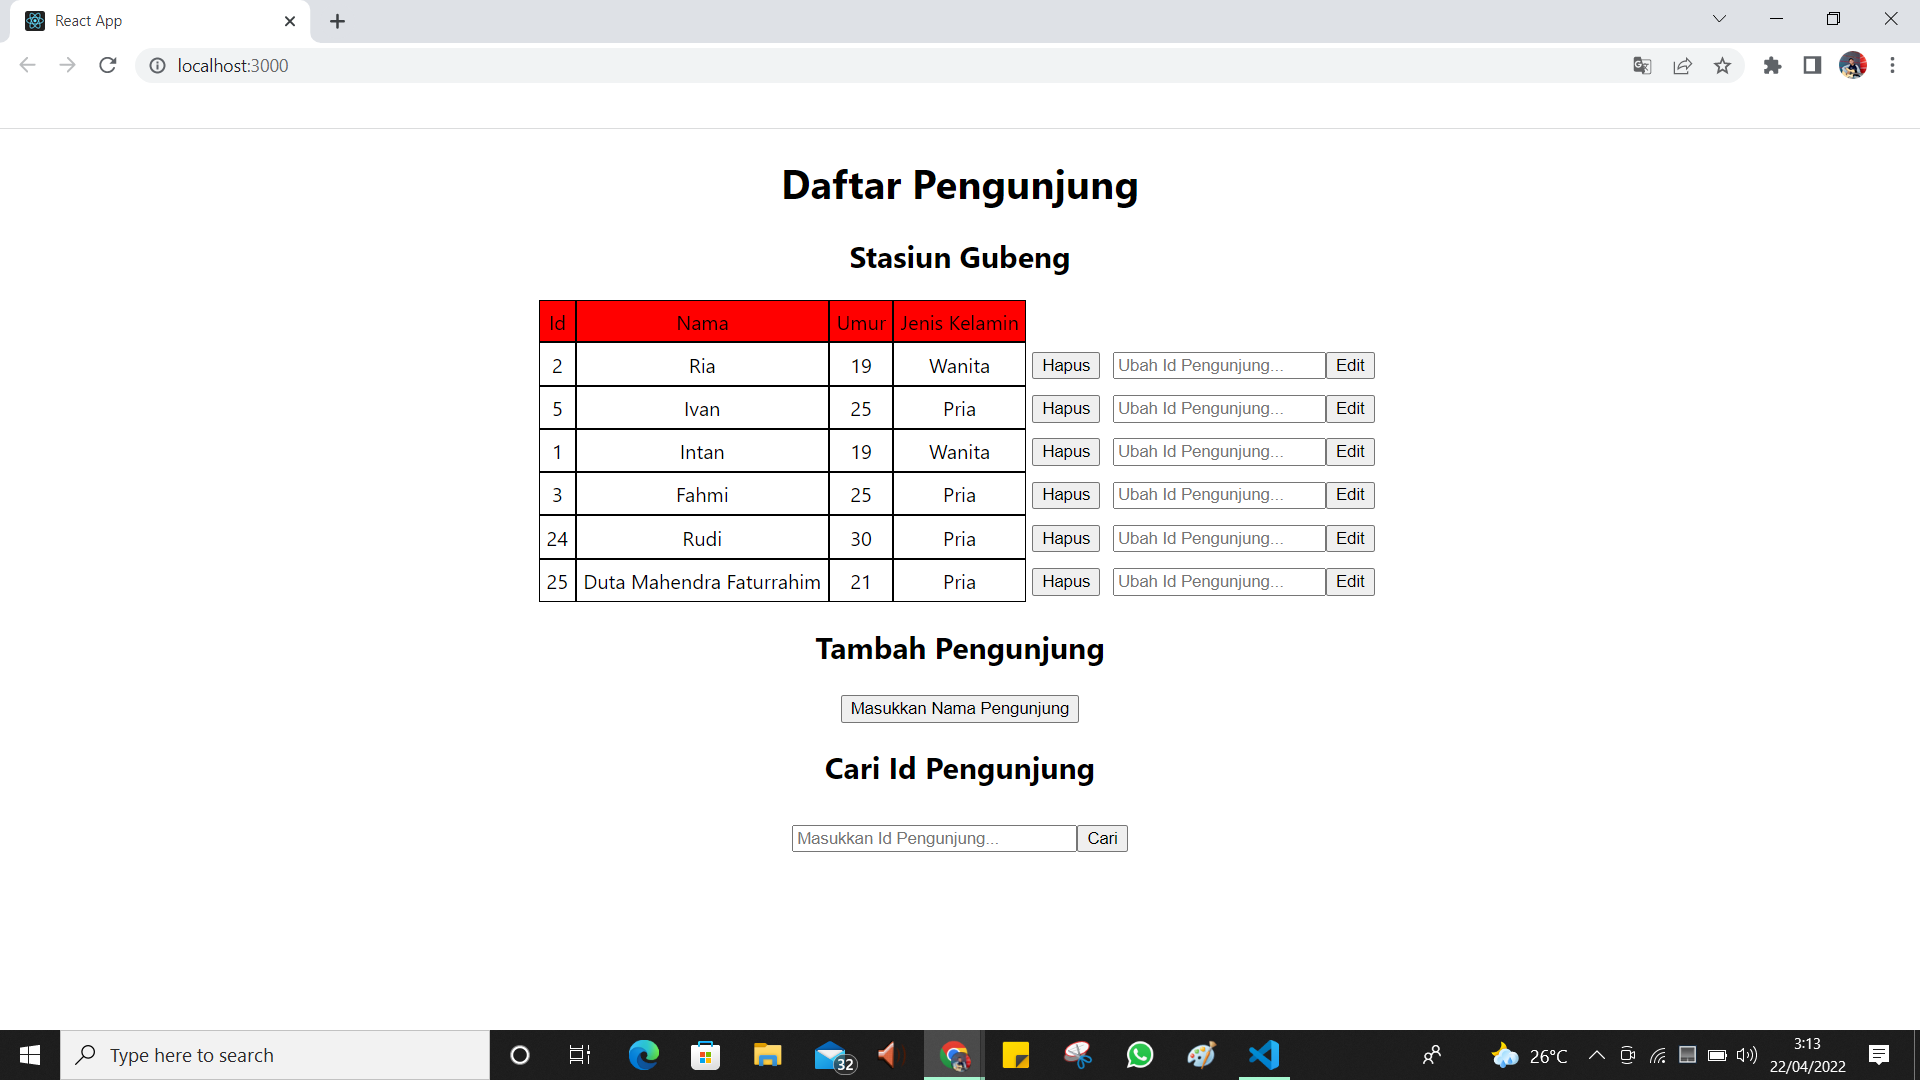 React App
localhost:3000
Daftar Pengunjung
Stasiun Gubeng
Id Nama Umur Jenis Kelamin
2 Ria 19 Wanita Hapus Ubah Id Pengunjung... Edit
5 Ivan 25 Pria Hapus Ubah Id Pengunjung... Edit
1 Intan 19 Wanita Hapus Ubah Id Pengunjung... Edit
3 Fahmi 25 Pria Hapus Ubah Id Pengunjung... Edit
24 Rudi 30 Pria Hapus Ubah Id Pengunjung... Edit
25 Duta Mahendra Faturrahim 21 Pria Hapus Ubah Id Pengunjung... Edit
Tambah Pengunjung
Masukkan Nama Pengunjung
Cari Id Pengunjung
Masukkan Id Pengunjung... Cari
Type here to search 32 26°C 3:13
22/04/2022